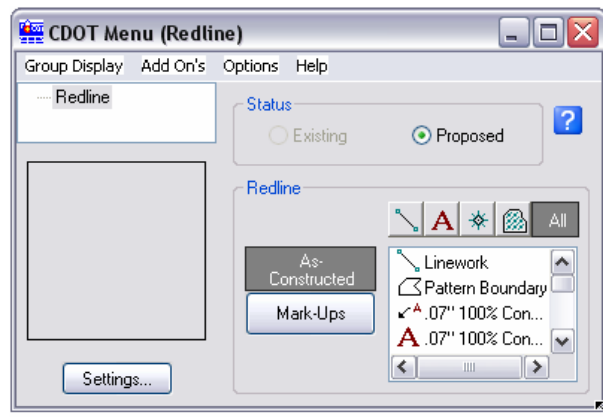 CDOT Menu (Redline)
Group Display Add On's Options Help
Redline
Status
Existing Proposed
?
Redline
A All
As-
Constructed
Mark-Ups
Linework
Pattern Boundary
A .07" 100% Con...
A .07" 100% Con...
Settings...